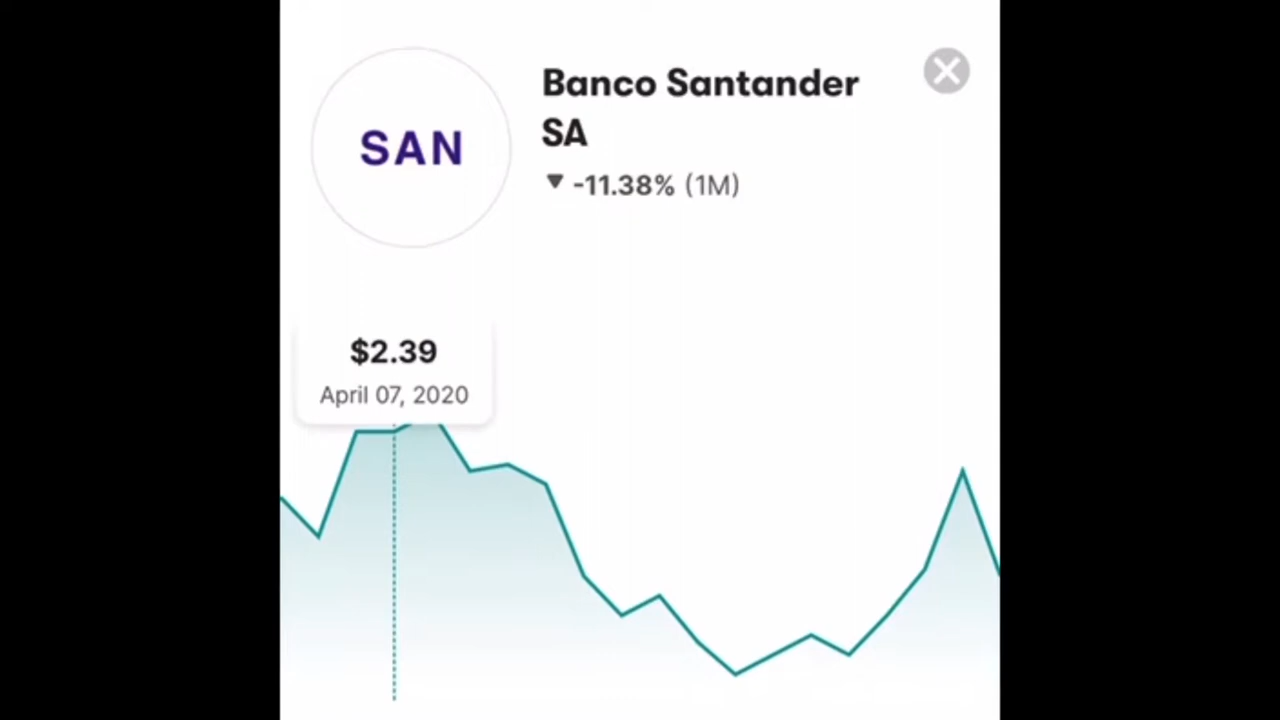 SAN
Banco Santander
SA
▼ -11.38% (1M)
$2.39
April 07, 2020